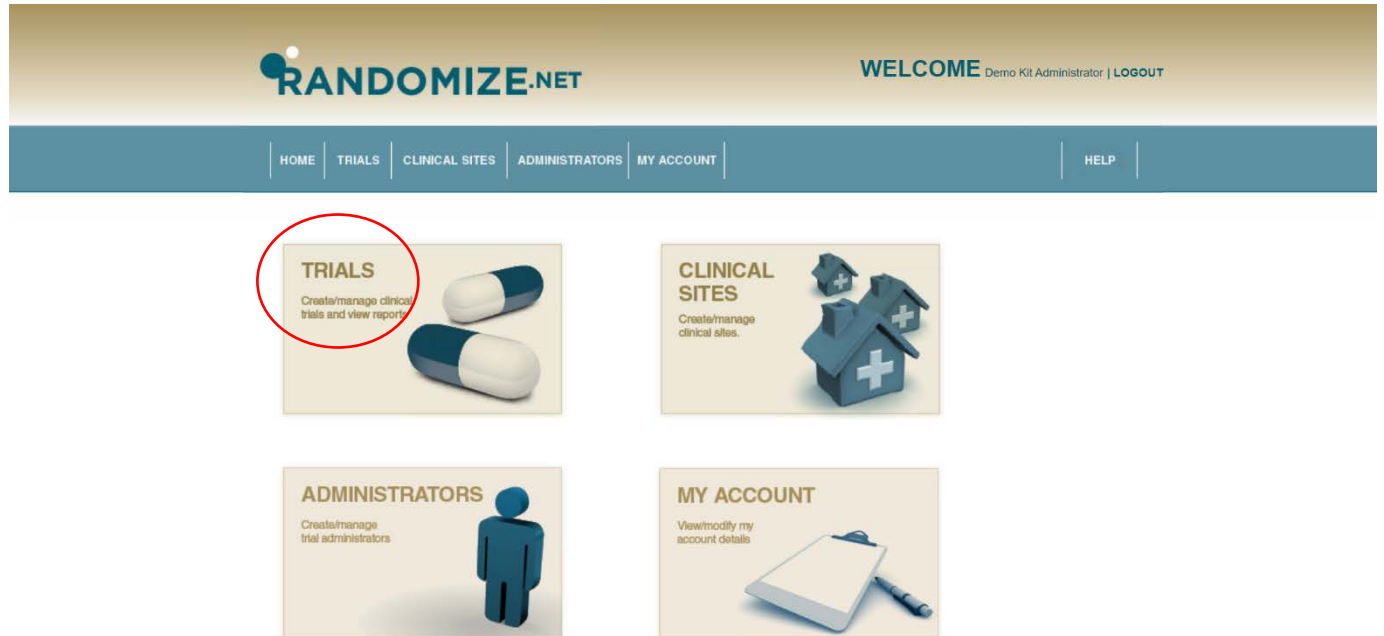 RANDOMIZE.NET
WELCOME Demo Kit Administrator | LOGOUT
HOME TRIALS CLINICAL SITES ADMINISTRATORS MY ACCOUNT HELP
TRIALS
Create/manage clinical
trials and view reports
CLINICAL
SITES
Create/manage
clinical sites.
ADMINISTRATORS
Create/manage
trial administrators
MY ACCOUNT
View/modify my
account details